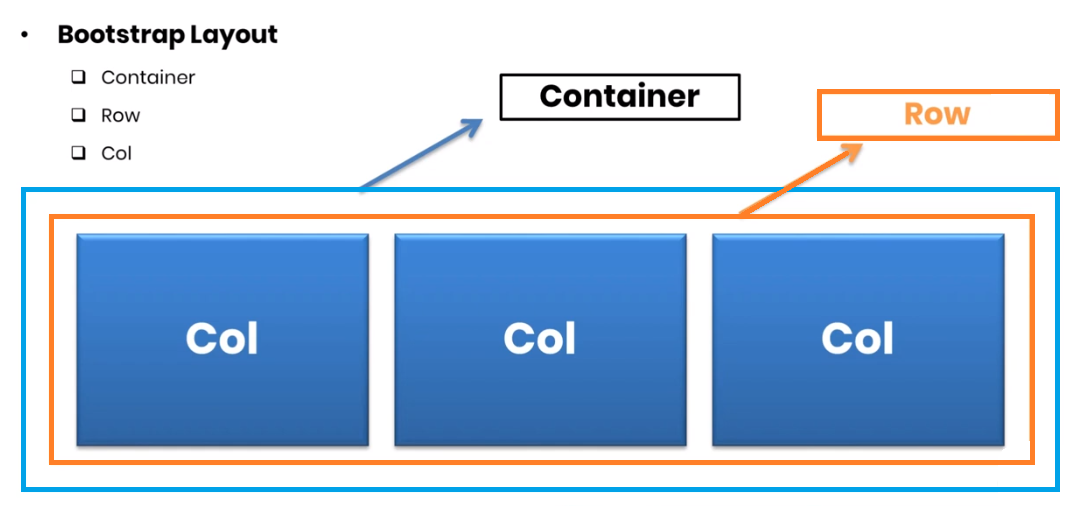 • Bootstrap Layout
❑ Container
❑ Row
❑ Col
Container
Row
Col
Col
Col